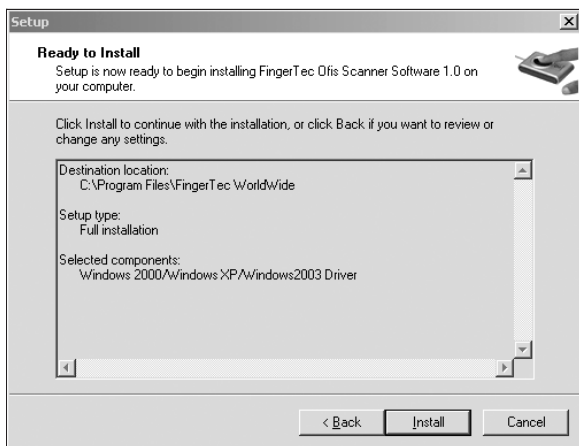 Setup
Ready to Install
Setup is now ready to begin installing FingerTec Ofis Scanner Software 1.0 on
your computer.
Click Install to continue with the installation, or click Back if you want to review or
change any settings.
Destination location:
C:\Program Files\FingerTec WorldWide
Setup type:
Full installation
Selected components:
Windows 2000/Windows XP/Windows2003 Driver
< Back
Install
Cancel